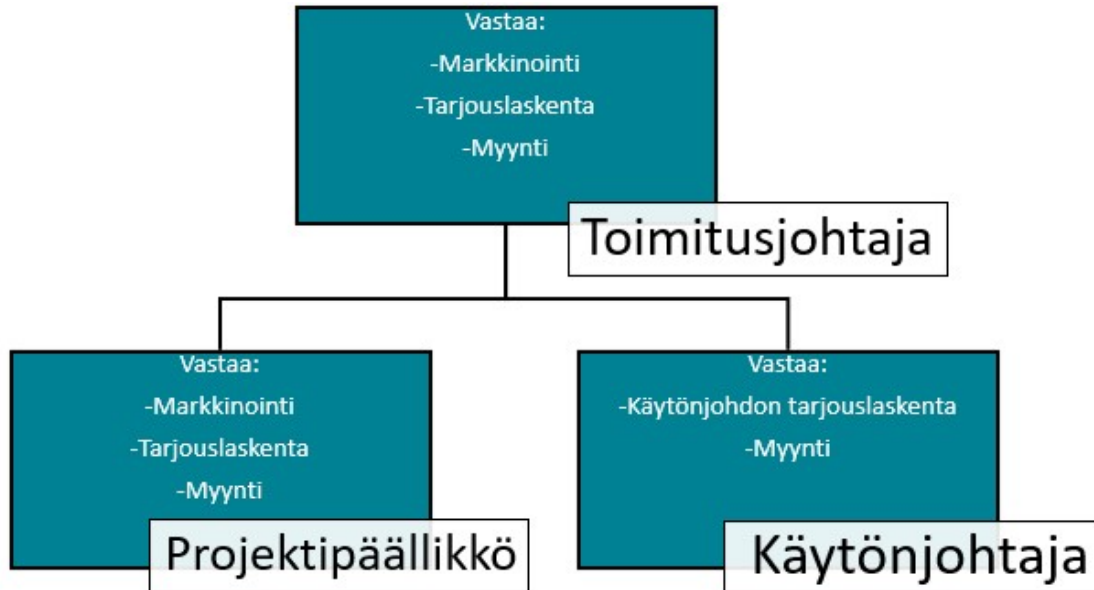 Vastaa:
-Markkinointi
-Tarjouslaskenta
-Myynti
Toimitusjohtaja
Vastaa:
-Markkinointi
-Tarjouslaskenta
-Myynti
Projektipäällikkö
Vastaa:
-Käytönjohdon tarjouslaskenta
-Myynti
Käytönjohtaja